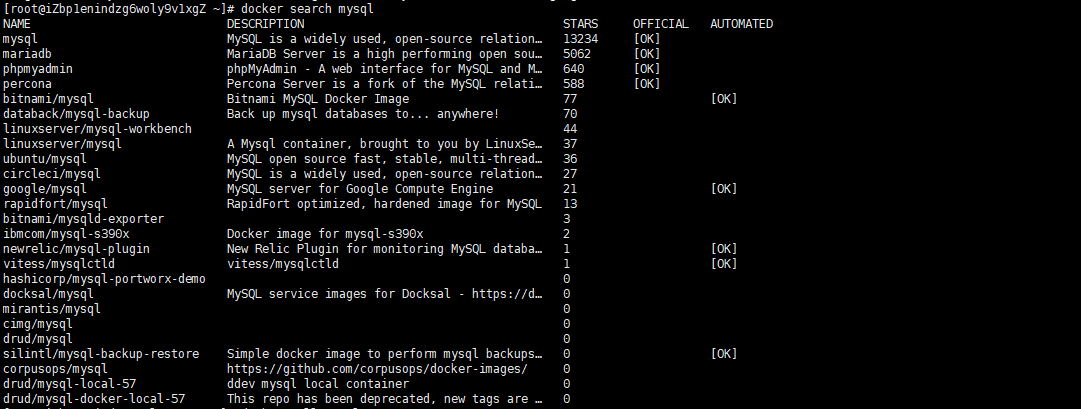 [root@iZbp1enindzg6woly9v1xgZ ~]# docker search mysql
NAME DESCRIPTION STARS OFFICIAL AUTOMATED
mysql MySQL is a widely used, open-source relation… 13234 [OK]
mariadb MariaDB Server is a high performing open sou… 5062 [OK]
phpmyadmin phpMyAdmin - A web interface for MySQL and M… 640 [OK]
percona Percona Server is a fork of the MySQL relati… 588 [OK]
bitnami/mysql Bitnami MySQL Docker Image 77 [OK]
databack/mysql-backup Back up mysql databases to... anywhere! 70
linuxserver/mysql-workbench 44
linuxserver/mysql A Mysql container, brought to you by LinuxSe… 37
ubuntu/mysql MySQL open source fast, stable, multi-thread… 36
circleci/mysql MySQL is a widely used, open-source relation… 27
google/mysql MySQL server for Google Compute Engine 21 [OK]
rapidfort/mysql RapidFort optimized, hardened image for MySQL 13
bitnami/mysqld-exporter 3
ibmcom/mysql-s390x Docker image for mysql-s390x 2
newrelic/mysql-plugin New Relic Plugin for monitoring MySQL databa… 1 [OK]
vitess/mysqlctld vitess/mysqlctld 1 [OK]
hashicorp/mysql-portworx-demo 0
docksal/mysql MySQL service images for Docksal - https://d… 0
mirantis/mysql 0
cimg/mysql 0
drud/mysql 0
silintl/mysql-backup-restore Simple docker image to perform mysql backups… 0 [OK]
corpusops/mysql https://github.com/corpusops/docker-images/ 0
drud/mysql-local-57 ddev mysql local container 0
drud/mysql-docker-local-57 This repo has been deprecated, new tags are … 0